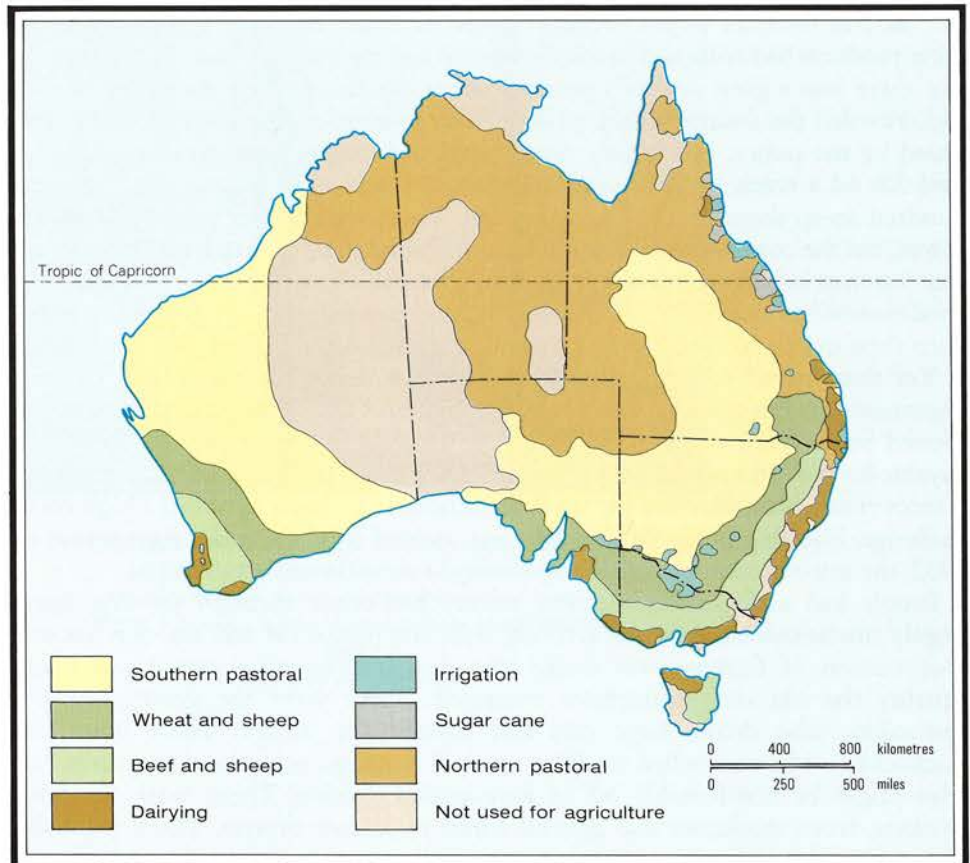 Tropic of Capricorn
Southern pastoral
Wheat and sheep
Beef and sheep
Dairying
Irrigation
Sugar cane
Northern pastoral
Not used for agriculture
0 400 800 kilometres
0 250 500 miles